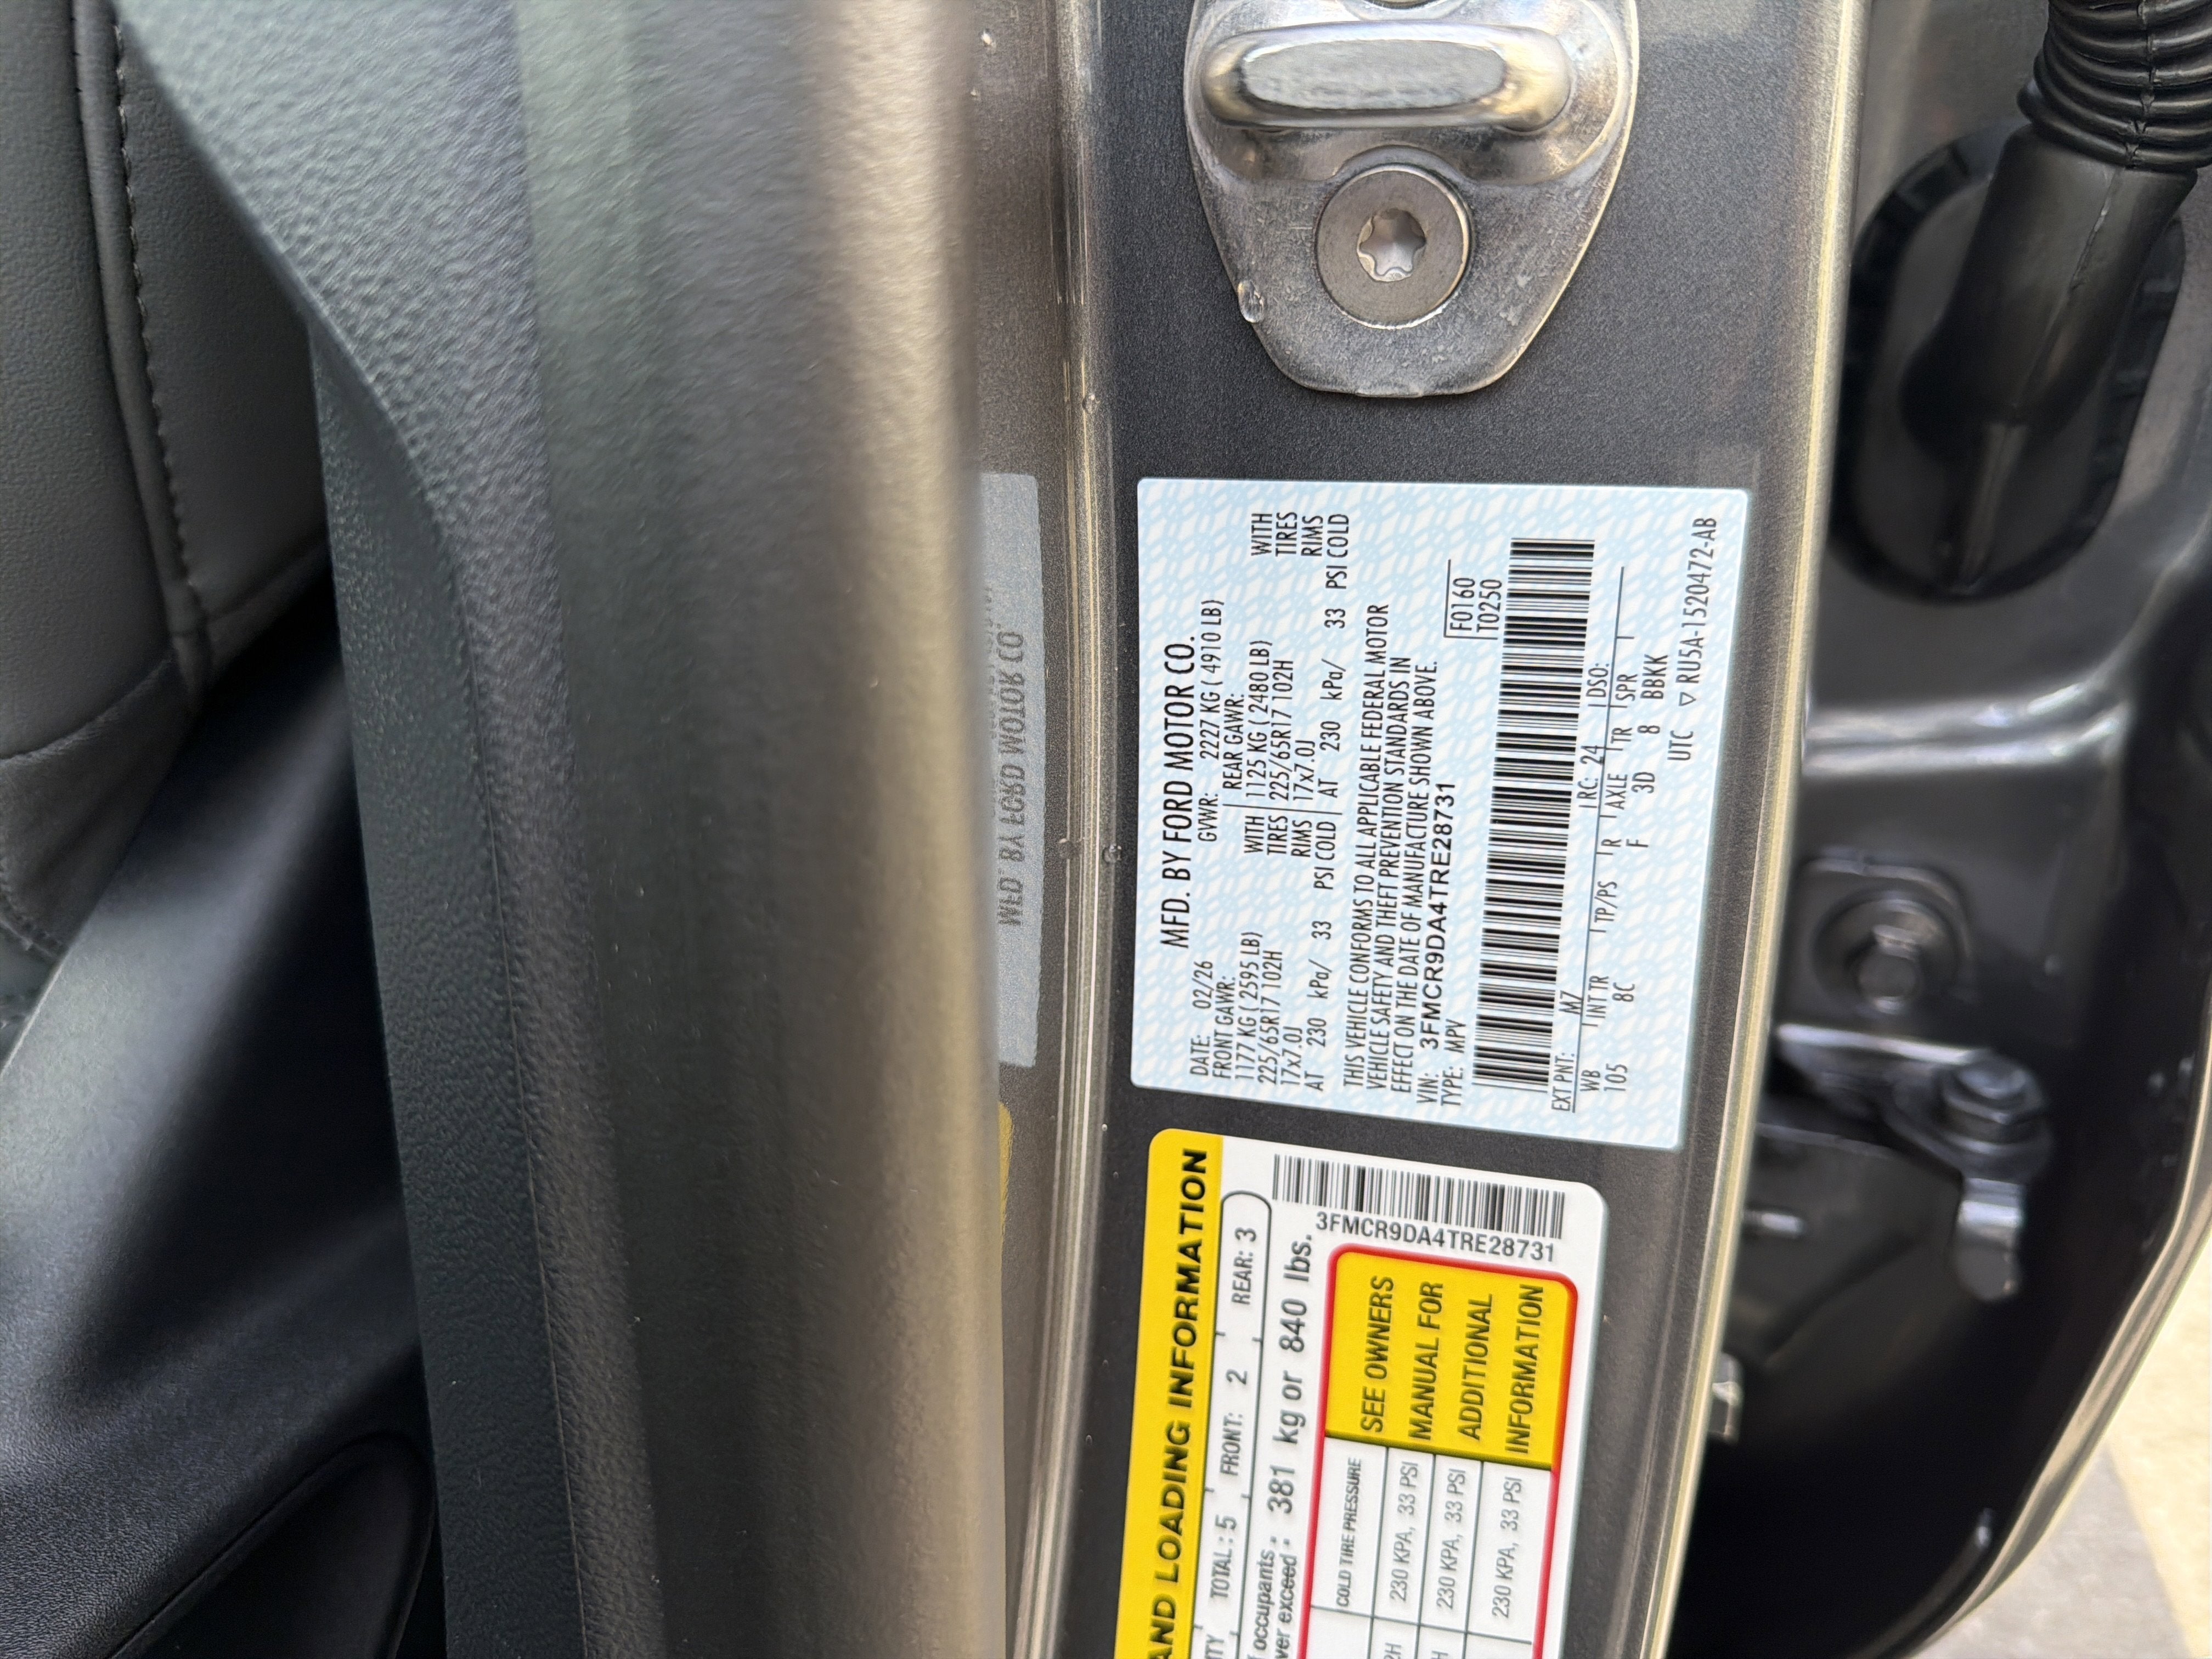 MFD. BY FORD MOTOR CO.
DATE: 02/26 GVWR: 2227 KG ( 4910 LB)
FRONT GAWR: REAR GAWR:
1177 KG ( 2595 LB) WITH 1125 KG ( 2480 LB) WITH
225/65R17 102H TIRES 225/65R17 102H TIRES
17x7.0J RIMS 17x7.0J RIMS
AT 230 kPa/ 33 PSI COLD AT 230 kPa/ 33 PSI COLD
THIS VEHICLE CONFORMS TO ALL APPLICABLE FEDERAL MOTOR
VEHICLE SAFETY AND THEFT PREVENTION STANDARDS IN
EFFECT ON THE DATE OF MANUFACTURE SHOWN ABOVE.
VIN: 3FMCR9DA4TRE28731
TYPE: MPV
F0160
T0250
EXT PNT: M7 RC: 24 DSO:
WB INT TR TP/PS R AXLE TR SPR
105 8C F 3D 8 BBKK
UTC ▽ RU5A-1520472-AB
AND LOADING INFORMATION
TOTAL : 5 FRONT: 2 REAR: 3
occupants
exceed 381 kg or 840 lbs.
3FMCR9DA4TRE28731
COLD TIRE PRESSURE
230 KPA, 33 PSI
230 KPA, 33 PSI
230 KPA, 33 PSI
SEE OWNERS
MANUAL FOR
ADDITIONAL
INFORMATION